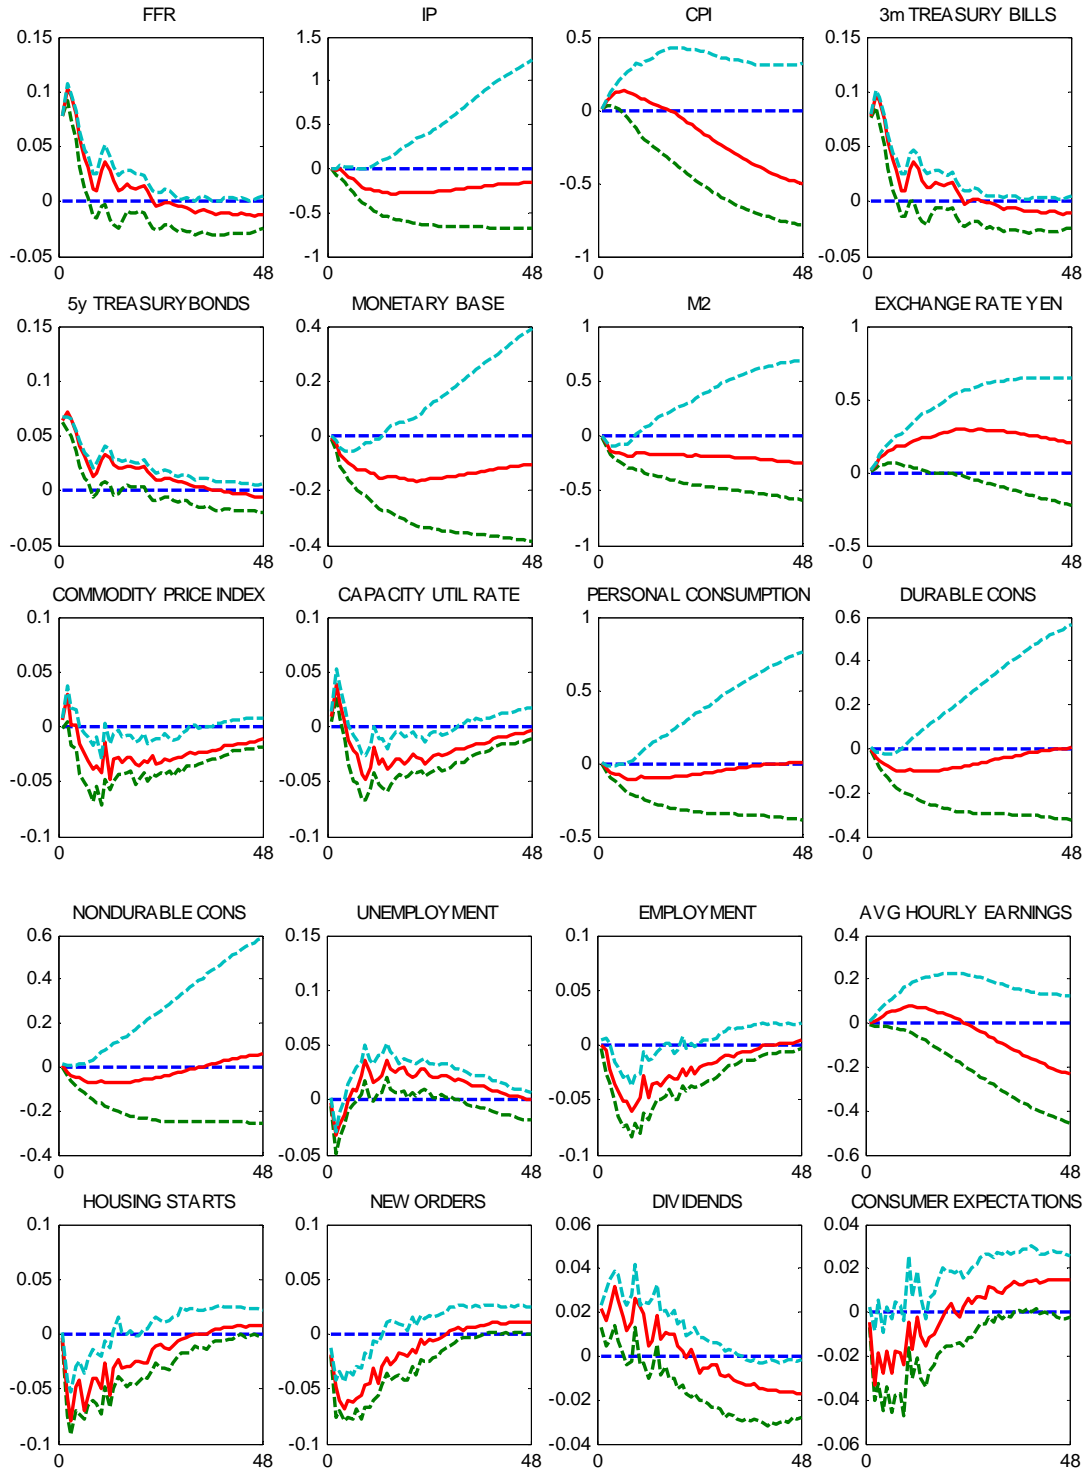 FFR IP CPI 3m TREASURY BILLS
0.15 1.5 0.5 0.15
0.1 1 0.1
0.5 0 0.05
0.05 0 -0.5 0
0 -0.5
-0.05 -1 -1 -0.05
0 48 0 48 0 48 0 48
5y TREASURY BONDS MONETARY BASE M2 EXCHANGE RATE YEN
0.15 0.4 1 1
0.1 0.2 0.5 0.5
0.05 0 0 0
0 -0.2 -0.5
-0.05 -0.4 -1 -0.5
0 48 0 48 0 48 0 48
COMMODITY PRICE INDEX CAPACITY UTIL RATE PERSONAL CONSUMPTION DURABLE CONS
0.1 0.1 1 0.6
0.05 0.05 0.5 0.4
0 0 0 0.2
-0.05 -0.05 0
-0.2
-0.1 -0.1 -0.5 -0.4
0 48 0 48 0 48 0 48
NONDURABLE CONS UNEMPLOYMENT EMPLOYMENT AVG HOURLY EARNINGS
0.6 0.15 0.1 0.4
0.4 0.1 0.05 0.2
0.2 0.05 0 0
0 0 -0.05 -0.2
-0.2 -0.4
-0.4 -0.05 -0.1 -0.6
0 48 0 48 0 48 0 48
HOUSING STARTS NEW ORDERS DIVIDENDS CONSUMER EXPECTATIONS
0.1 0.1 0.06 0.04
0.05 0.05 0.04 0.02
0 0 0.02 0
-0.05 -0.05 0 -0.02
-0.02 -0.04
-0.1 -0.1 -0.04 -0.06
0 48 0 48 0 48 0 48